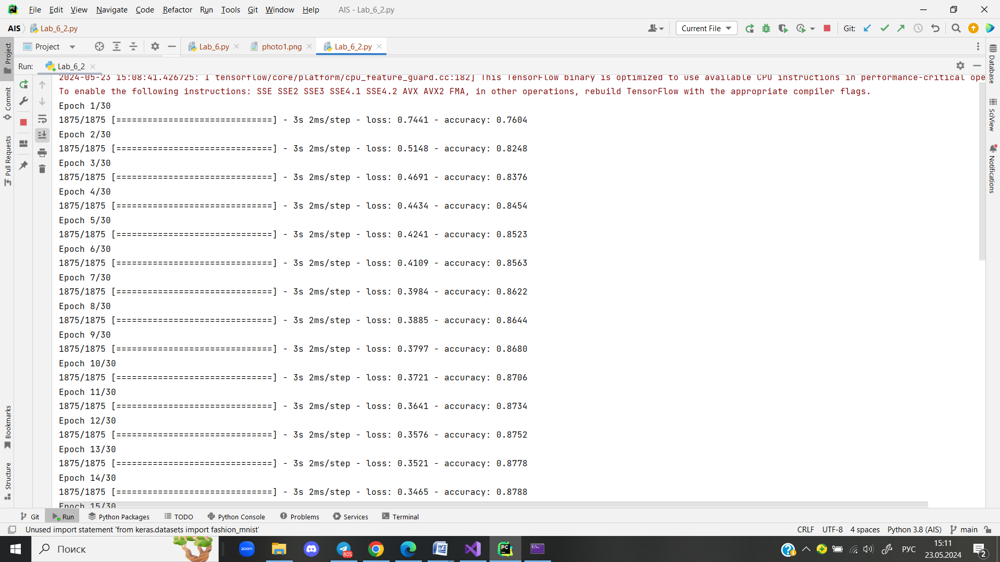 File Edit View Navigate Code Refactor Run Tools Git Window Help AIS - Lab_6_2.py
AIS Lab_6_2.py Current File Git:
Project Lab_6.py photo1.png Lab_6_2.py
Run: Lab_6_2
2024-05-23 15:08:41.426725: I tensorflow/core/platform/cpu_feature_guard.cc:182] This TensorFlow binary is optimized to use available CPU instructions in performance-critical ope
To enable the following instructions: SSE SSE2 SSE3 SSE4.1 SSE4.2 AVX AVX2 FMA, in other operations, rebuild TensorFlow with the appropriate compiler flags.
Epoch 1/30
1875/1875 [==============================] - 3s 2ms/step - loss: 0.7441 - accuracy: 0.7604
Epoch 2/30
1875/1875 [==============================] - 3s 2ms/step - loss: 0.5148 - accuracy: 0.8248
Epoch 3/30
1875/1875 [==============================] - 3s 2ms/step - loss: 0.4691 - accuracy: 0.8376
Epoch 4/30
1875/1875 [==============================] - 3s 2ms/step - loss: 0.4434 - accuracy: 0.8454
Epoch 5/30
1875/1875 [==============================] - 3s 2ms/step - loss: 0.4241 - accuracy: 0.8523
Epoch 6/30
1875/1875 [==============================] - 3s 2ms/step - loss: 0.4109 - accuracy: 0.8563
Epoch 7/30
1875/1875 [==============================] - 3s 2ms/step - loss: 0.3984 - accuracy: 0.8622
Epoch 8/30
1875/1875 [==============================] - 3s 2ms/step - loss: 0.3885 - accuracy: 0.8644
Epoch 9/30
1875/1875 [==============================] - 3s 2ms/step - loss: 0.3797 - accuracy: 0.8680
Epoch 10/30
1875/1875 [==============================] - 3s 2ms/step - loss: 0.3721 - accuracy: 0.8706
Epoch 11/30
1875/1875 [==============================] - 3s 2ms/step - loss: 0.3641 - accuracy: 0.8734
Epoch 12/30
1875/1875 [==============================] - 3s 2ms/step - loss: 0.3576 - accuracy: 0.8752
Epoch 13/30
1875/1875 [==============================] - 3s 2ms/step - loss: 0.3521 - accuracy: 0.8778
Epoch 14/30
1875/1875 [==============================] - 3s 2ms/step - loss: 0.3465 - accuracy: 0.8788
Epoch 15/30
Project
Commit
Pull Requests
Bookmarks
Structure
Database
SciView
Notifications
Git Run Python Packages TODO Python Console Problems Services Terminal
Unused import statement 'from keras.datasets import fashion_mnist' CRLF UTF-8 4 spaces Python 3.8 (AIS) main
Поиск zoom 805 PC РУС 15:11
23.05.2024 2